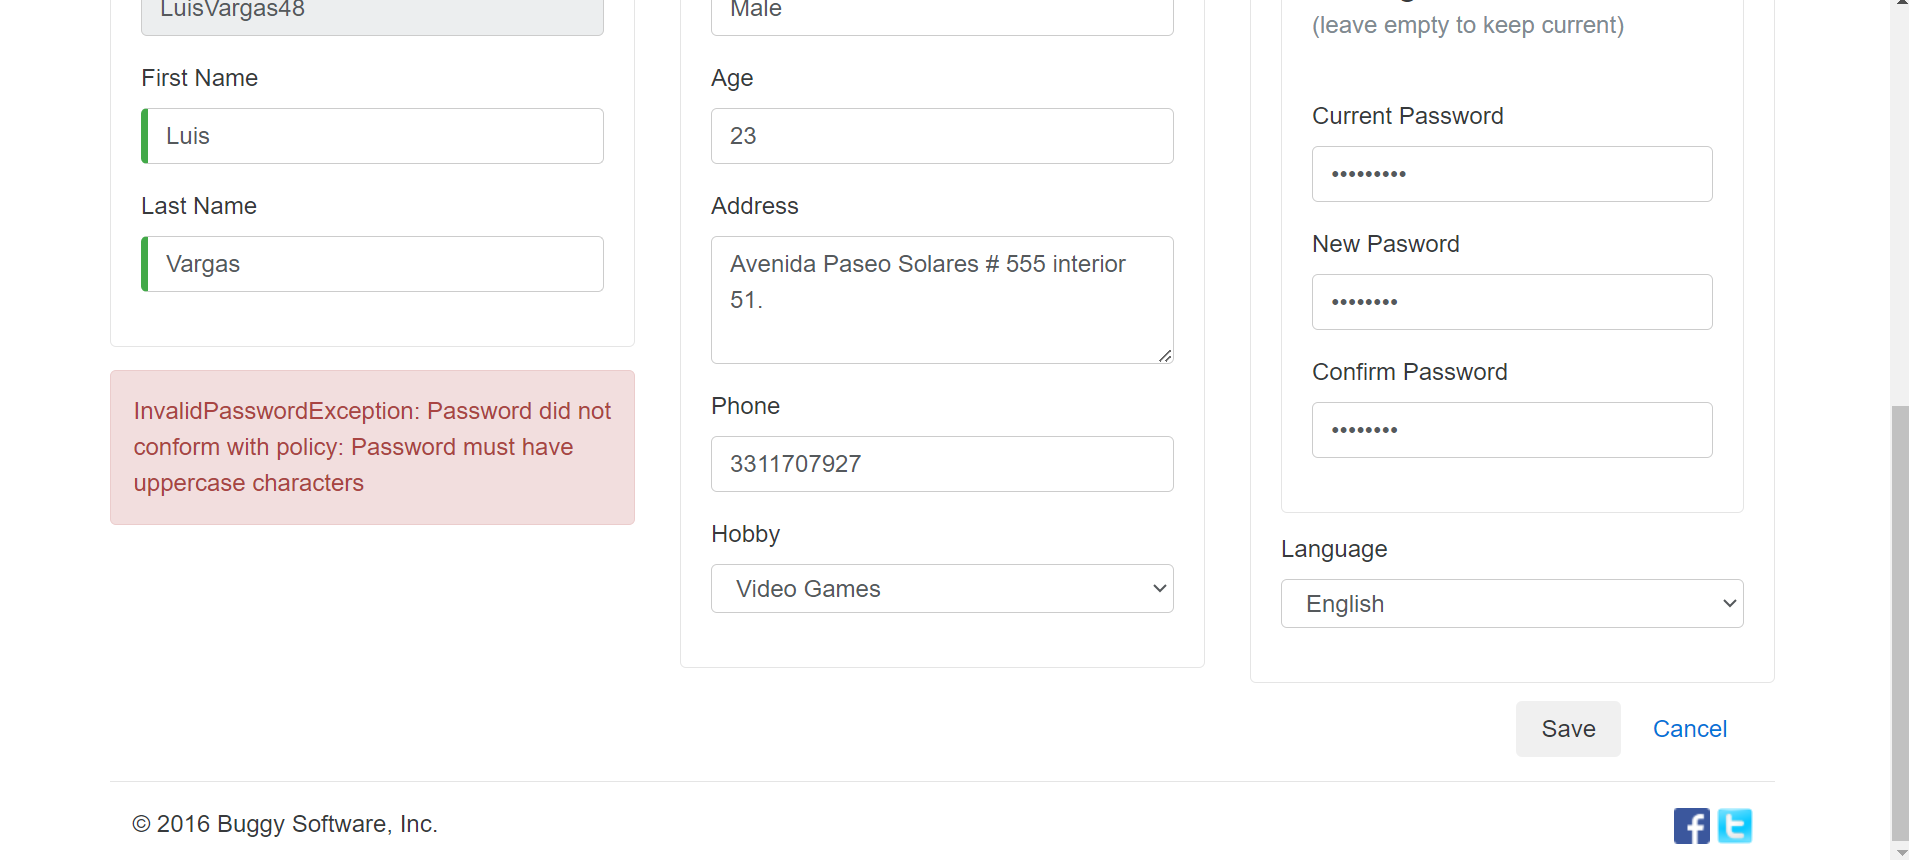 LuisVargas48
First Name
Luis
Last Name
Vargas
InvalidPasswordException: Password did not
conform with policy: Password must have
uppercase characters
Male
Age
23
Address
Avenida Paseo Solares # 555 interior
51.
Phone
3311707927
Hobby
Video Games
(leave empty to keep current)
Current Password
•••••••••
New Pasword
••••••••
Confirm Password
••••••••
Language
English
Save
Cancel
© 2016 Buggy Software, Inc.